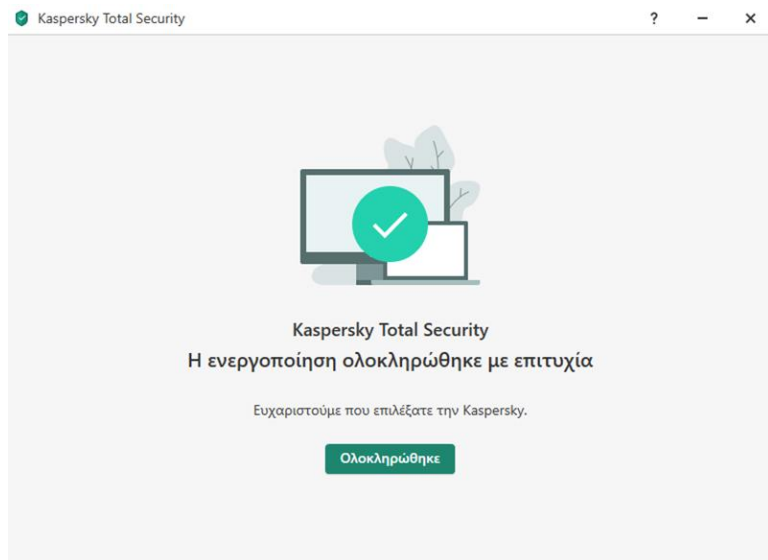 Kaspersky Total Security
?
Kaspersky Total Security
Η ενεργοποίηση ολοκληρώθηκε με επιτυχία
Ευχαριστούμε που επιλέξατε την Kaspersky.
Ολοκληρώθηκε